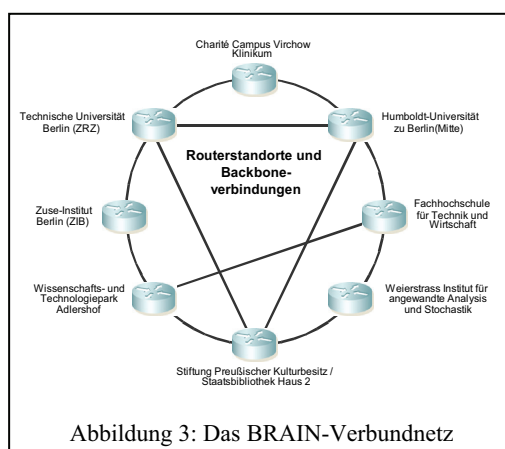 Charité Campus Virchow
Klinikum
Technische Universität
Berlin (ZRZ)
Humboldt-Universität
zu Berlin(Mitte)
Routerstandorte und
Backbone-
verbindungen
Zuse-Institut
Berlin (ZIB)
Fachhochschule
für Technik und
Wirtschaft
Wissenschafts- und
Technologiepark
Adlershof
Weierstrass Institut für
angewandte Analysis
und Stochastik
Stiftung Preußischer Kulturbesitz /
Staatsbibliothek Haus 2
Abbildung 3: Das BRAIN-Verbundnetz